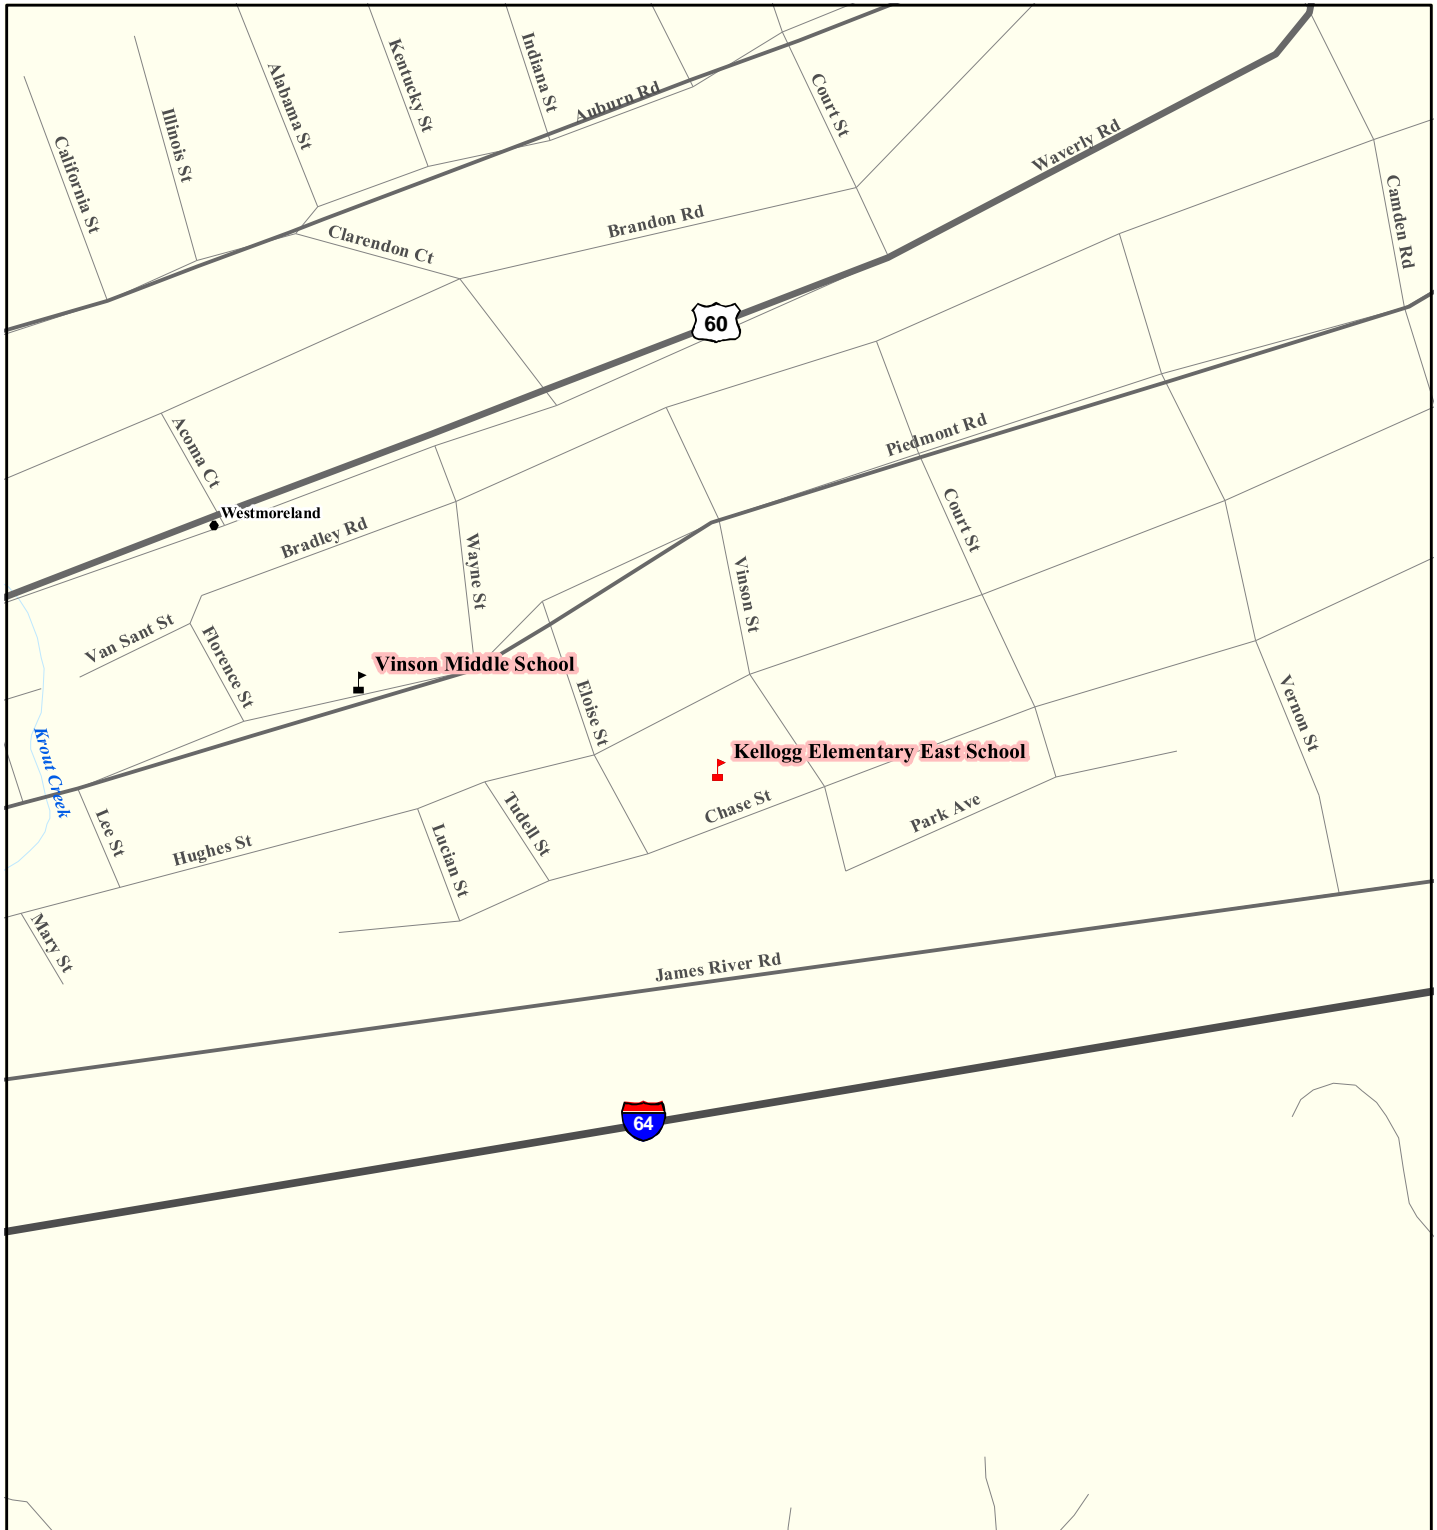 Kentucky St
Indiana St
Alabama St
Auburn Rd
Court St
Illinois St
California St
Waverly Rd
Camden Rd
Brandon Rd
Clarendon Ct
60
Acoma Ct
Piedmont Rd
Westmoreland
Bradley Rd
Court St
Wayne St
Vinson St
Van Sant St
Florence St
Vinson Middle School
Eloise St
Vernon St
Krout Creek
Kellogg Elementary East School
Chase St
Park Ave
Lee St
Tudell St
Hughes St
Lucian St
Mary St
James River Rd
64